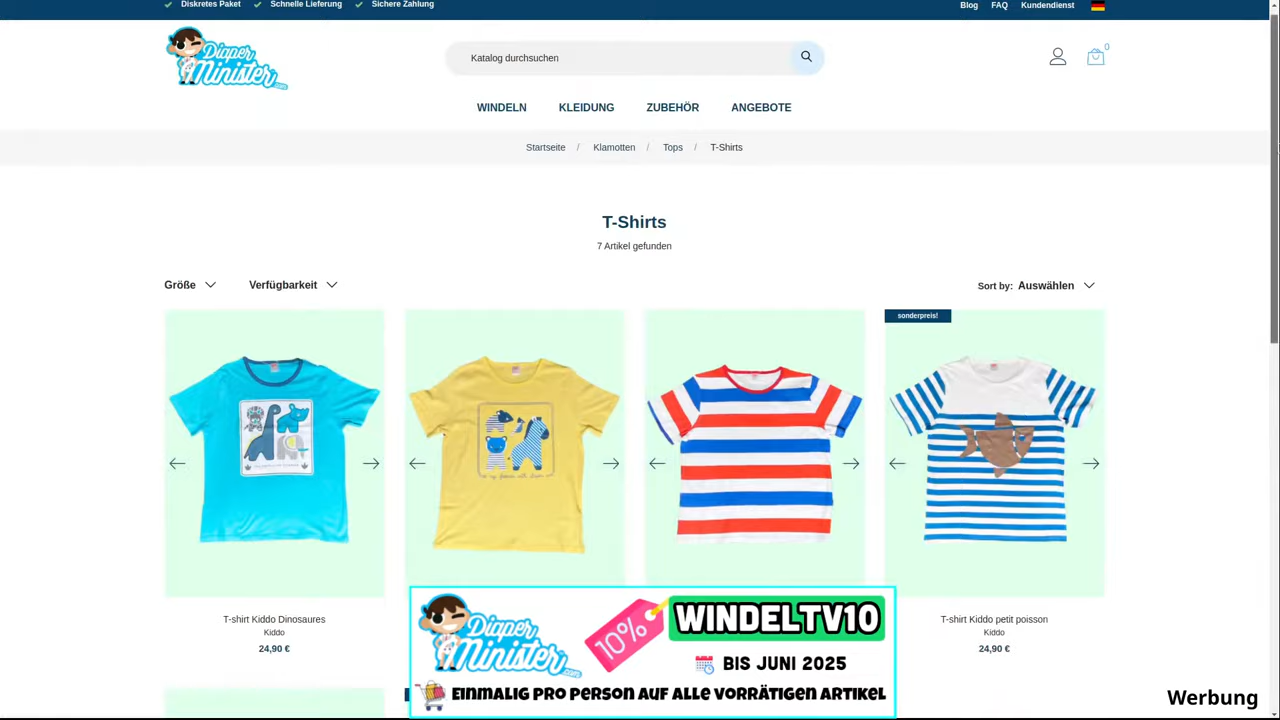 Diskretes Paket
Schnelle Lieferung
Sichere Zahlung
Blog
FAQ
Kundendienst
Diaper
Minister
.com
Katalog durchsuchen
0
WINDELN
KLEIDUNG
ZUBEHÖR
ANGEBOTE
Startseite / Klamotten / Tops / T-Shirts
T-Shirts
7 Artikel gefunden
Größe
Verfügbarkeit
Sort by: Auswählen
sonderpreis!
T-shirt Kiddo Dinosaures
Kiddo
24,90 €
T-shirt Kiddo petit poisson
Kiddo
24,90 €
Diaper
Minister
.com
10%
WINDELTV10
BIS JUNI 2025
EINMALIG PRO PERSON AUF ALLE VORRÄTIGEN ARTIKEL
Werbung